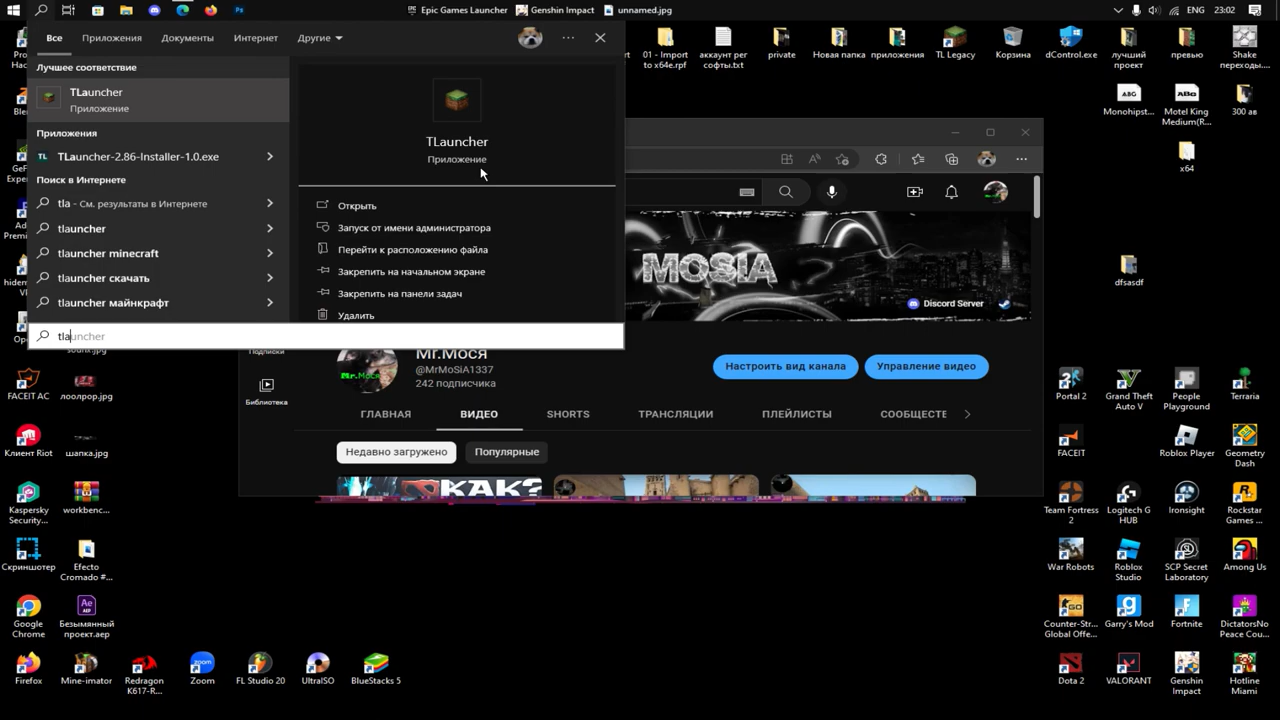 Epic Games Launcher
Genshin Impact
unnamed.jpg
ENG
23:02
Все
Приложения
Документы
Интернет
Другие
Лучшее соответствие
TLauncher
Приложение
Приложения
TLauncher-2.86-Installer-1.0.exe
Поиск в Интернете
tla - См. результаты в Интернете
tlauncher
tlauncher minecraft
tlauncher скачать
tlauncher майнкрафт
tlauncher
TLauncher
Приложение
Открыть
Запуск от имени администратора
Перейти к расположению файла
Закрепить на начальном экране
Закрепить на панели задач
Удалить
01 - Import
to x64e.rpf
аккаунт рег
софты.txt
private
Новая папка
приложения
TL Legacy
Корзина
dControl.exe
лучший
проект
превью
Shake
переходы...
Monohips...
Motel King
Medium(R...
300 ав
x64
dfsasdf
MOSIA
Discord Server
Подписки
Библиотека
Mr.Мося
Mr.Мося
@MrMoSiA1337
242 подписчика
Настроить вид канала
Управление видео
ГЛАВНАЯ
ВИДЕО
SHORTS
ТРАНСЛЯЦИИ
ПЛЕЙЛИСТЫ
СООБЩЕСТЕ
Недавно загружено
Популярные
КАК?
FACEIT AC
лоолрор.jpg
Клиент Riot
шапка.jpg
Kaspersky
Security...
workbenc...
Скриншотер
Efecto
Cromado #...
Google
Chrome
Безымянный
проект.aep
Firefox
Mine-imator
Redragon
K617-R...
Zoom
FL Studio 20
UltraISO
BlueStacks 5
Portal 2
Grand Theft
Auto V
People
Playground
Terraria
FACEIT
Roblox Player
Geometry
Dash
Team Fortress
2
Logitech G
HUB
Ironsight
Rockstar
Games ...
War Robots
Roblox
Studio
SCP Secret
Laboratory
Among Us
Counter-Str...
Global Offe...
Garry's Mod
Fortnite
DictatorsNo
Peace Cou...
Dota 2
VALORANT
Genshin
Impact
Hotline
Miami